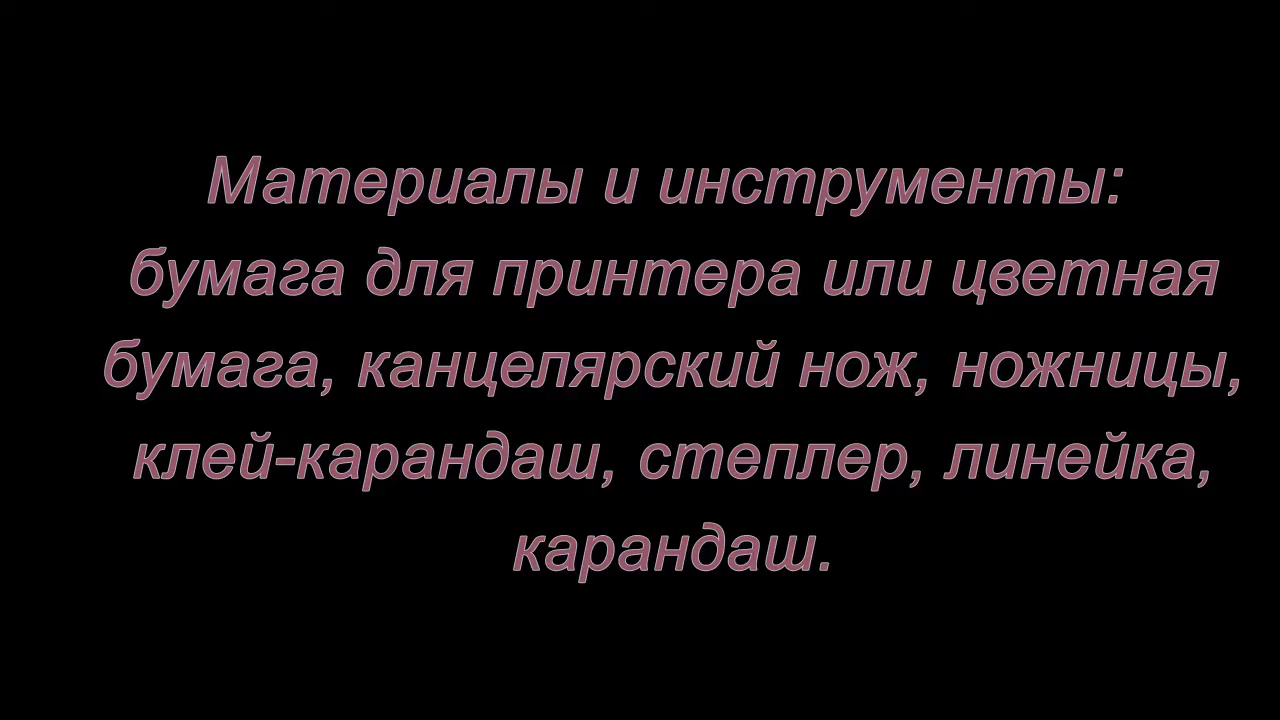 Материалы и инструменты:
бумага для принтера или цветная
бумага, канцелярский нож, ножницы,
клей-карандаш, степлер, линейка,
карандаш.